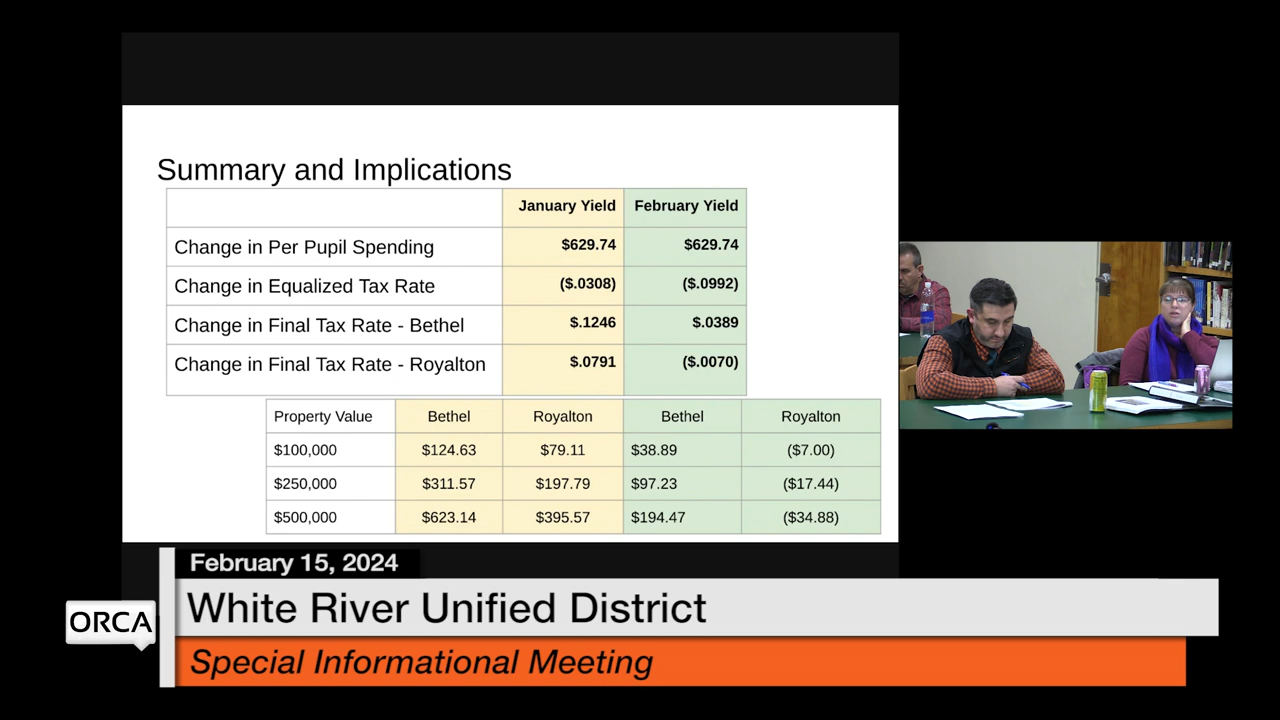 Summary and Implications
January Yield February Yield
Change in Per Pupil Spending $629.74 $629.74
Change in Equalized Tax Rate ($.0308) ($.0992)
Change in Final Tax Rate - Bethel $.1246 $.0389
Change in Final Tax Rate - Royalton $.0791 ($.0070)
Property Value Bethel Royalton Bethel Royalton
$100,000 $124.63 $79.11 $38.89 ($7.00)
$250,000 $311.57 $197.79 $97.23 ($17.44)
$500,000 $623.14 $395.57 $194.47 ($34.88)
February 15, 2024
ORCA
White River Unified District
Special Informational Meeting